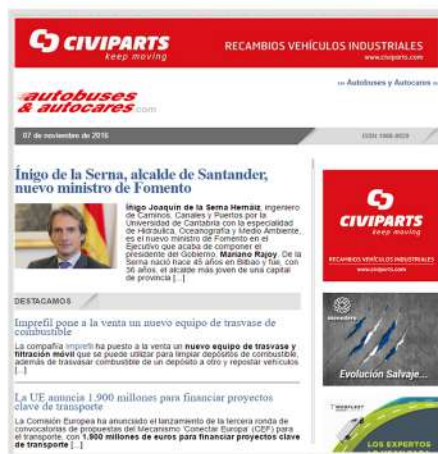 CIVIPARTS
keep moving
RECAMBIOS VEHÍCULOS INDUSTRIALES
www.civiparts.com
Autobuses y Autocares
autobuses
& autocares.com
07 de noviembre de 2016
Íñigo de la Serna, alcalde de Santander,
nuevo ministro de Fomento
Íñigo Joaquín de la Serna Hernáiz, ingeniero
de Caminos, Canales y Puertos por la
Universidad de Cantabria con la especialidad
de Hidráulica, Oceanografía y Medio Ambiente,
es el nuevo ministro de Fomento en el
Ejecutivo que acaba de componer el
presidente del Gobierno, Mariano Rajoy. De la
Serna nació hace 45 años en Bilbao y fue, con
36 años, el alcalde más joven de una capital
de provincia [...]
CIVIPARTS
keep moving
RECAMBIOS VEHÍCULOS INDUSTRIALES
www.civiparts.com
DESTACAMOS
Imprefil pone a la venta un nuevo equipo de trasvase de
combustible
La compañía Imprefil ha puesto a la venta un nuevo equipo de trasvase y
filtración móvil que se puede utilizar para limpiar depósitos de combustible,
además de trasvasar combustible de un depósito a otro y repostar vehículos.
[...]
Evolución Salvaje...
La UE anuncia 1.900 millones para financiar proyectos
clave de transporte
La Comisión Europea ha anunciado el lanzamiento de la tercera ronda de
convocatorias de propuestas del Mecanismo 'Conectar Europa' (CEF) para
el transporte, con 1.900 millones de euros para financiar proyectos clave
de transporte [...]
LOS EXPERTOS